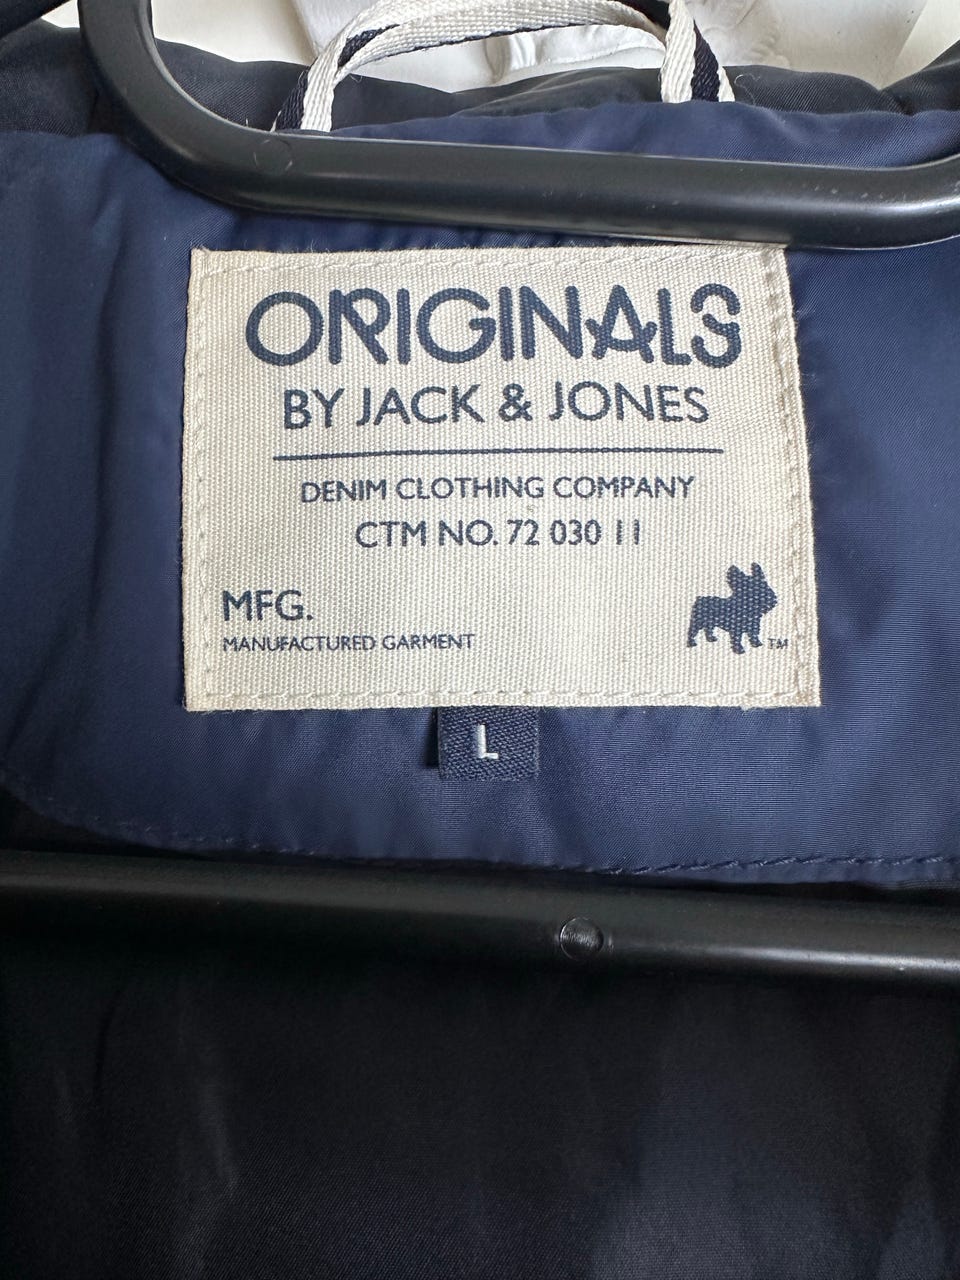 ORIGINALS
BY JACK & JONES
DENIM CLOTHING COMPANY
CTM NO. 72 030 11
MFG.
MANUFACTURED GARMENT
TM
L